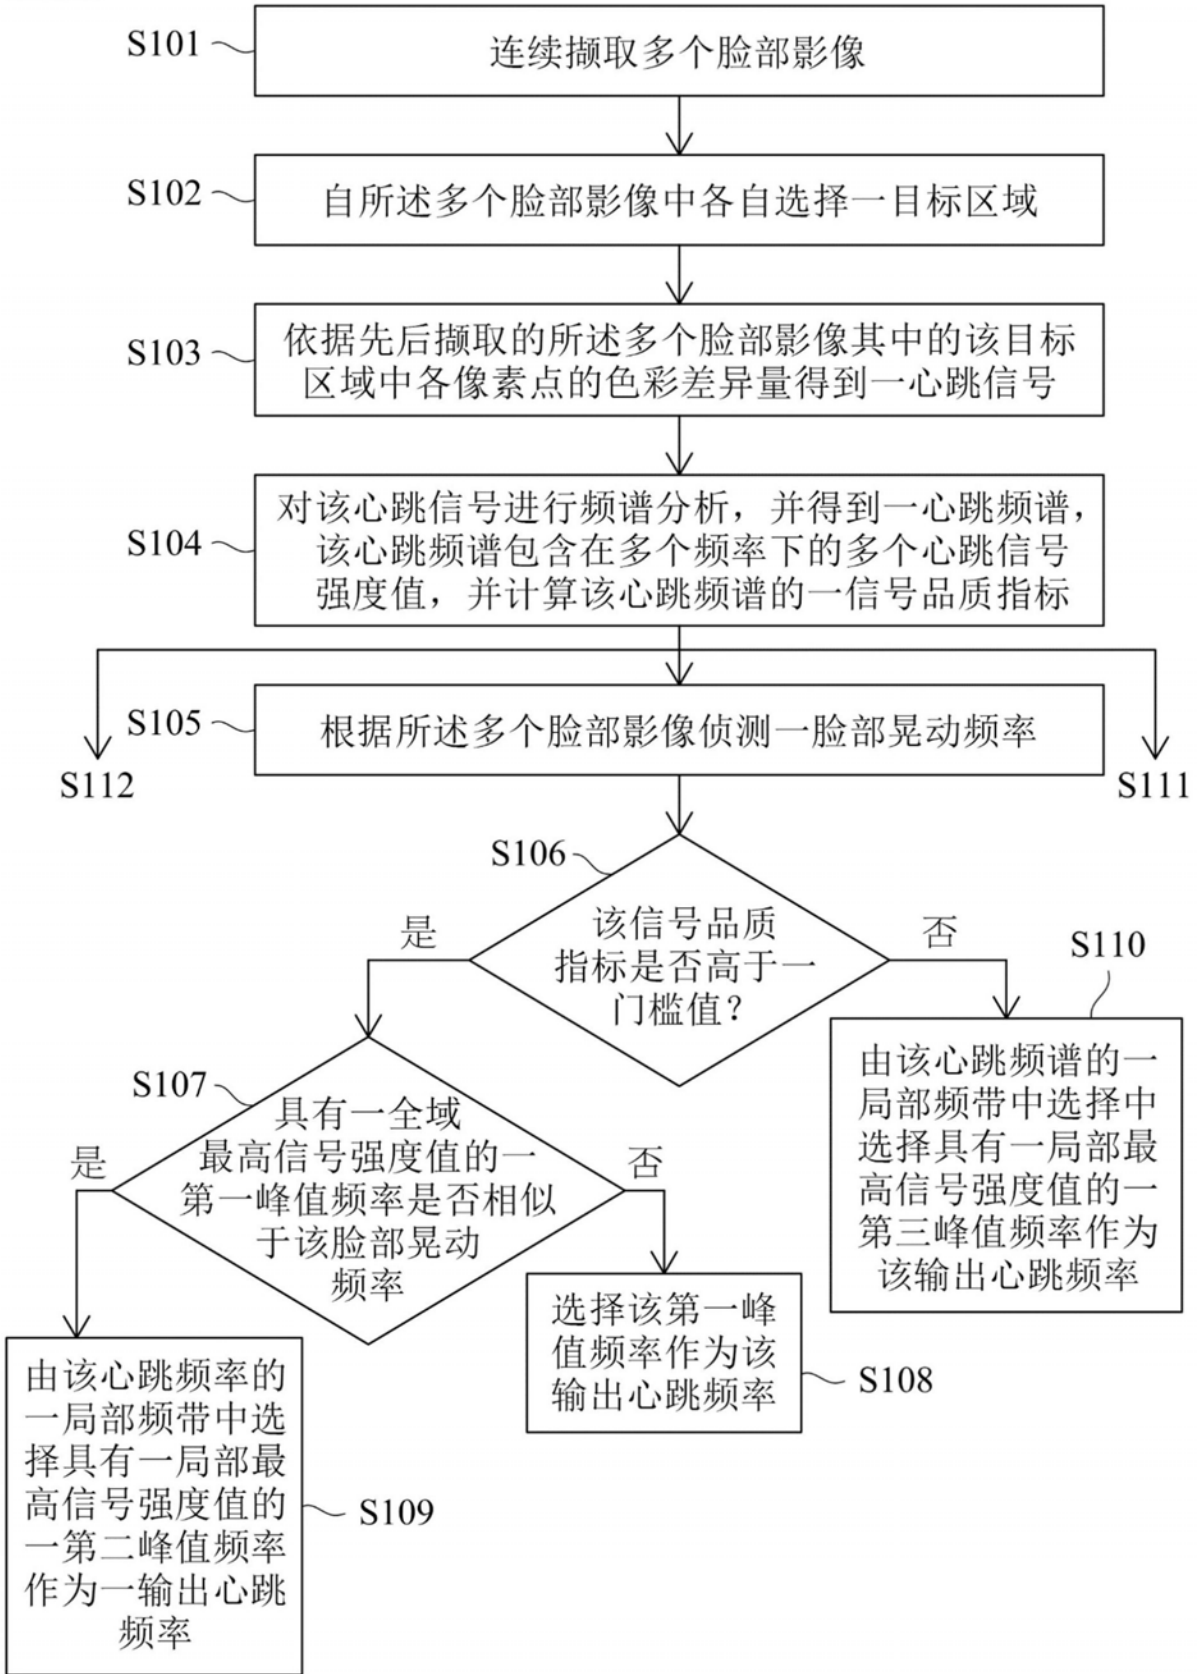 S101
连续撷取多个脸部影像
S102
自所述多个脸部影像中各自选择一目标区域
S103
依据先后撷取的所述多个脸部影像其中的该目标
区域中各像素点的色彩差异量得到一心跳信号
S104
对该心跳信号进行频谱分析，并得到一心跳频谱，
该心跳频谱包含在多个频率下的多个心跳信号
强度值，并计算该心跳频谱的一信号品质指标
S105
根据所述多个脸部影像侦测一脸部晃动频率
S112
S111
S106
该信号品质
指标是否高于一
门槛值？
是
否
S110
由该心跳频谱的一
局部频带中选择中
选择具有一局部最
高信号强度值的一
第三峰值频率作为
该输出心跳频率
S107
具有一全域
最高信号强度值的一
第一峰值频率是否相似
于该脸部晃动
频率
是
否
选择该第一峰
值频率作为该
输出心跳频率
S108
由该心跳频率的
一局部频带中选
择具有一局部最
高信号强度值的
一第二峰值频率
作为一输出心跳
频率
S109